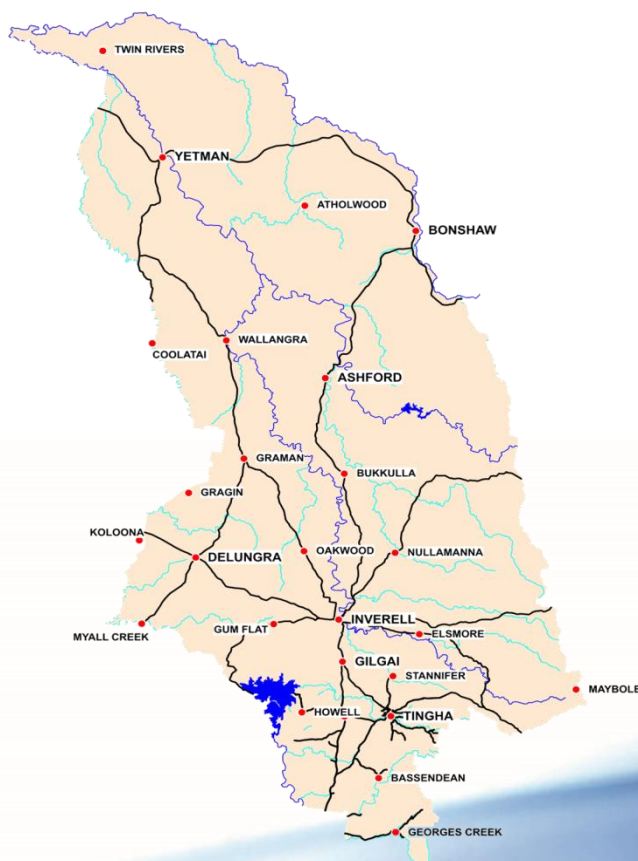 TWIN RIVERS
YETMAN
ATHOLWOOD
BONSHAW
WALLANGRA
COOLATAI
ASHFORD
GRAMAN
BUKKULLA
GRAGIN
KOLOONA
DELUNGRA
OAKWOOD
NULLAMANNA
INVERELL
MYALL CREEK
GUM FLAT
ELSMORE
GILGAI
STANNIFER
MAYBOLE
HOWELL
TINGHA
BASSENDEAN
GEORGES CREEK